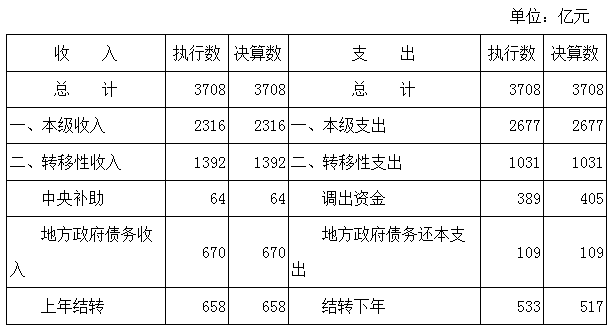 单位：亿元
收 入 执行数 决算数 支 出 执行数 决算数
总 计 3708 3708 总 计 3708 3708
一、本级收入 2316 2316 一、本级支出 2677 2677
二、转移性收入 1392 1392 二、转移性支出 1031 1031
中央补助 64 64 调出资金 389 405
地方政府债务收入 670 670 地方政府债务还本支出 109 109
上年结转 658 658 结转下年 533 517